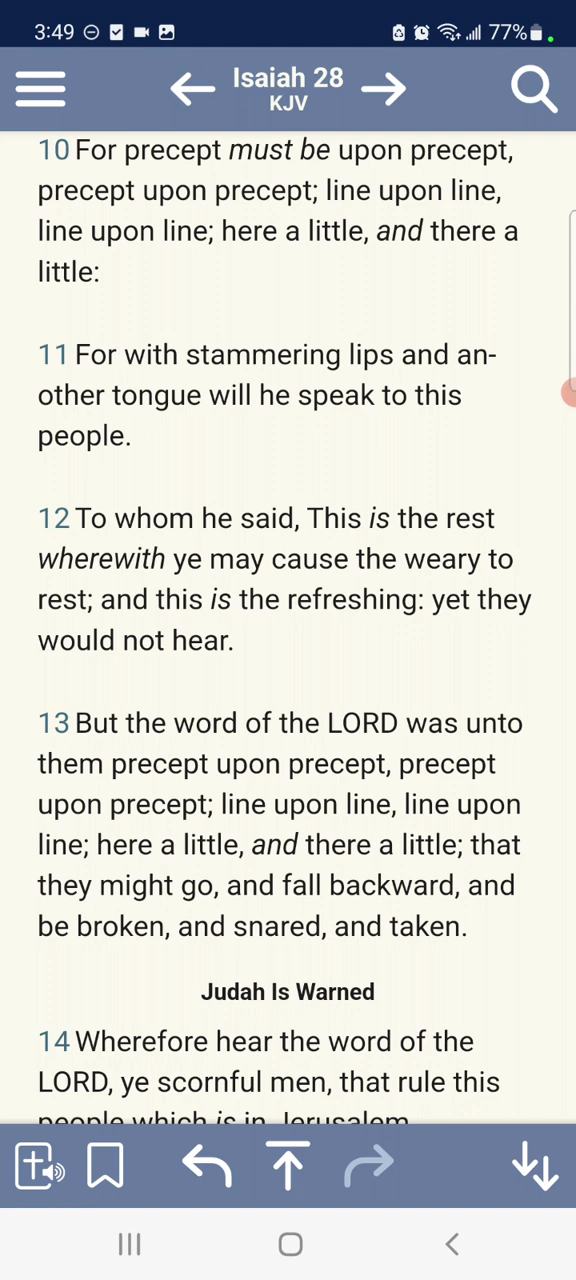 3:49
77%
Isaiah 28
KJV
10 For precept must be upon precept,
precept upon precept; line upon line,
line upon line; here a little, and there a
little:
11 For with stammering lips and an-
other tongue will he speak to this
people.
12 To whom he said, This is the rest
wherewith ye may cause the weary to
rest; and this is the refreshing: yet they
would not hear.
13 But the word of the LORD was unto
them precept upon precept, precept
upon precept; line upon line, line upon
line; here a little, and there a little; that
they might go, and fall backward, and
be broken, and snared, and taken.
Judah Is Warned
14 Wherefore hear the word of the
LORD, ye scornful men, that rule this
people which is in Jerusalem